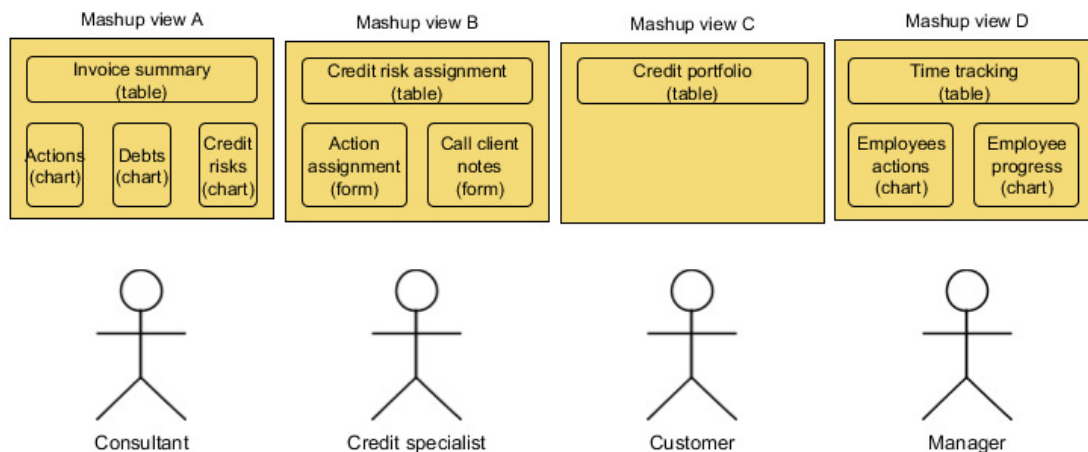 Mashup view A
Mashup view B
Mashup view C
Mashup view D
Invoice summary
(table)
Actions
(chart)
Debts
(chart)
Credit
risks
(chart)
Credit risk assignment
(table)
Action
assignment
(form)
Call client
notes
(form)
Credit portfolio
(table)
Time tracking
(table)
Employees
actions
(chart)
Employee
progress
(chart)
Consultant
Credit specialist
Customer
Manager